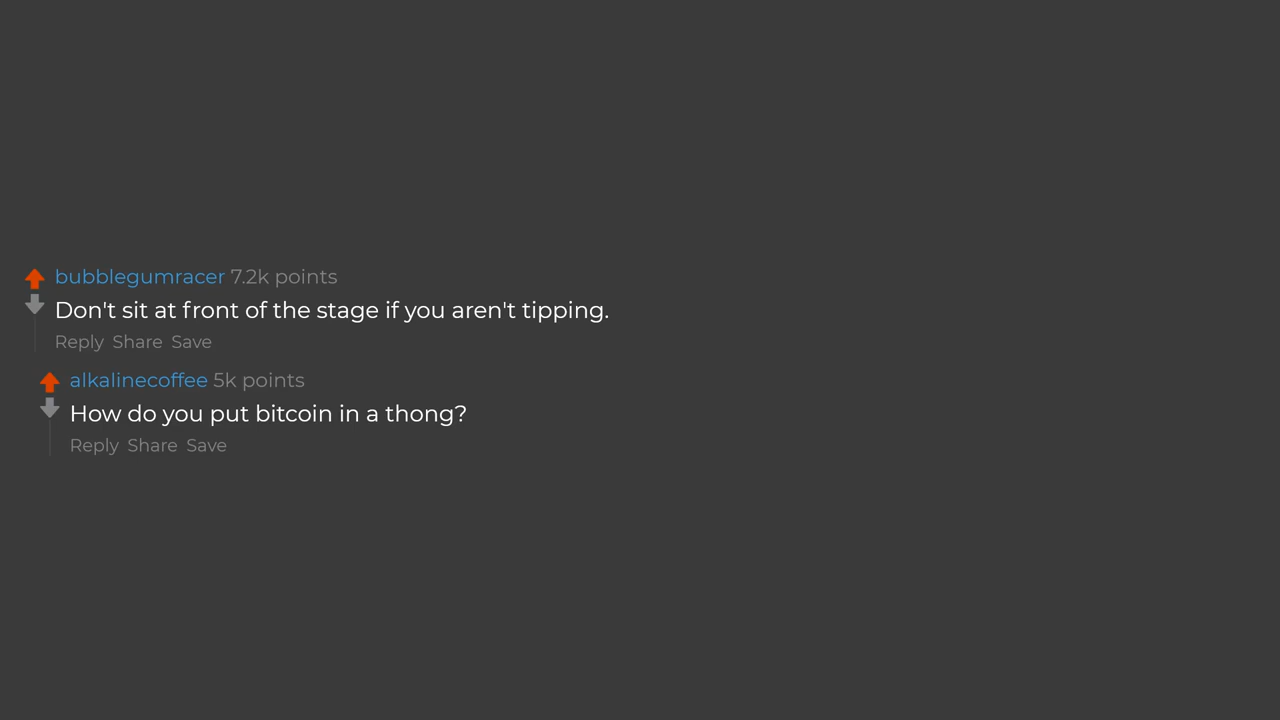 bubblegumracer 7.2k points
Don't sit at front of the stage if you aren't tipping.
Reply Share Save
alkalinecoffee 5k points
How do you put bitcoin in a thong?
Reply Share Save